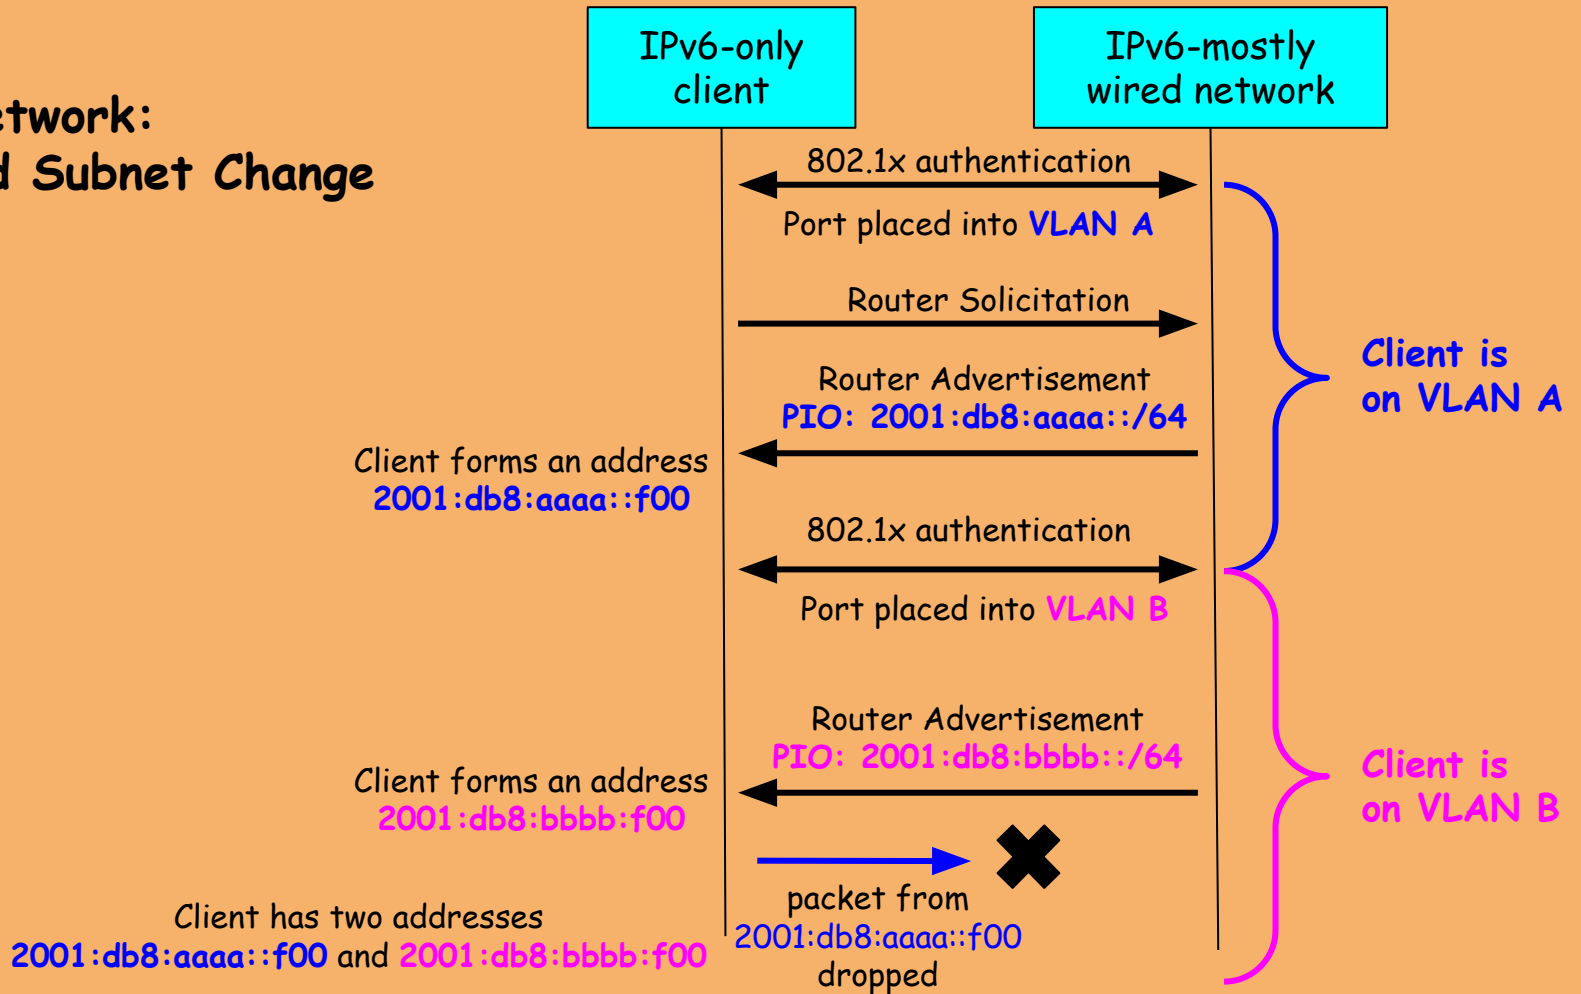 IPv6-only
client
IPv6-mostly
wired network
etwork:
d Subnet Change
802.1x authentication
Port placed into VLAN A
Router Solicitation
Router Advertisement
PIO: 2001:db8:aaaa::/64
Client is
on VLAN A
Client forms an address
2001:db8:aaaa::f00
802.1x authentication
Port placed into VLAN B
Router Advertisement
PIO: 2001:db8:bbbb::/64
Client is
on VLAN B
Client forms an address
2001:db8:bbbb:f00
packet from
2001:db8:aaaa::f00
dropped
Client has two addresses
2001:db8:aaaa::f00 and 2001:db8:bbbb:f00